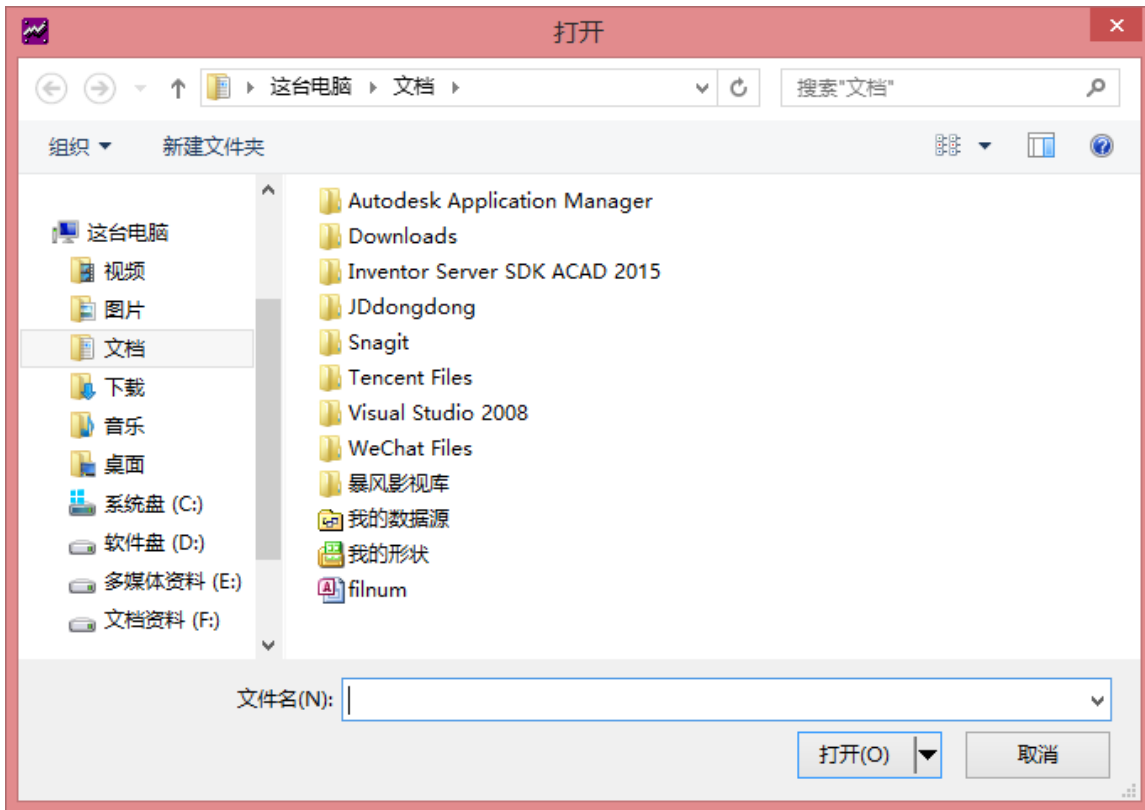 打开
这台电脑 文档
搜索"文档"
组织
新建文件夹
这台电脑
视频
图片
文档
下载
音乐
桌面
系统盘 (C:)
软件盘 (D:)
多媒体资料 (E:)
文档资料 (F:)
Autodesk Application Manager
Downloads
Inventor Server SDK ACAD 2015
JDdongdong
Snagit
Tencent Files
Visual Studio 2008
WeChat Files
暴风影视库
我的数据源
我的形状
filnum
文件名(N):
打开(O)
取消